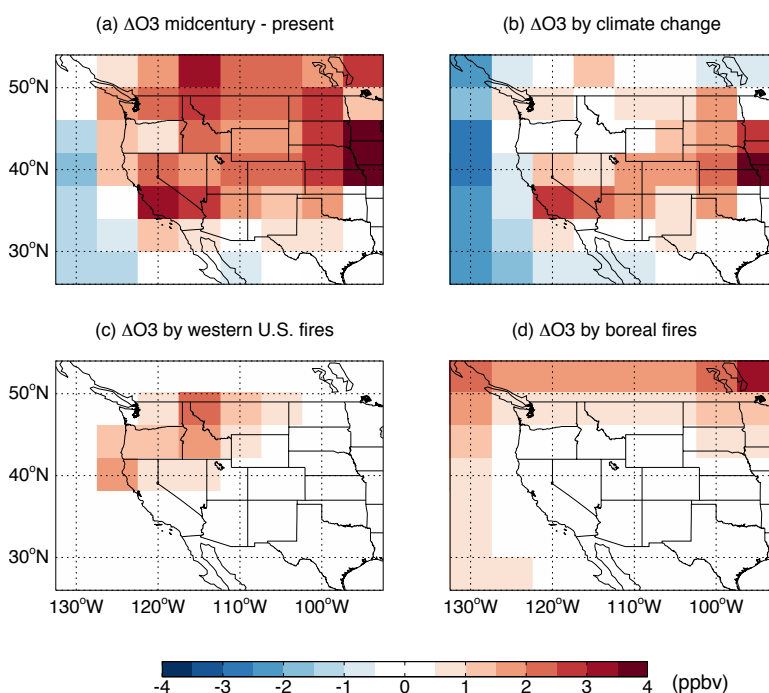 (a) ΔO3 midcentury - present
(b) ΔO3 by climate change
50°N
40°N
30°N
(c) ΔO3 by western U.S. fires
(d) ΔO3 by boreal fires
50°N
40°N
30°N
130°W 120°W 110°W 100°W
130°W 120°W 110°W 100°W
-4 -3 -2 -1 0 1 2 3 4 (ppbv)